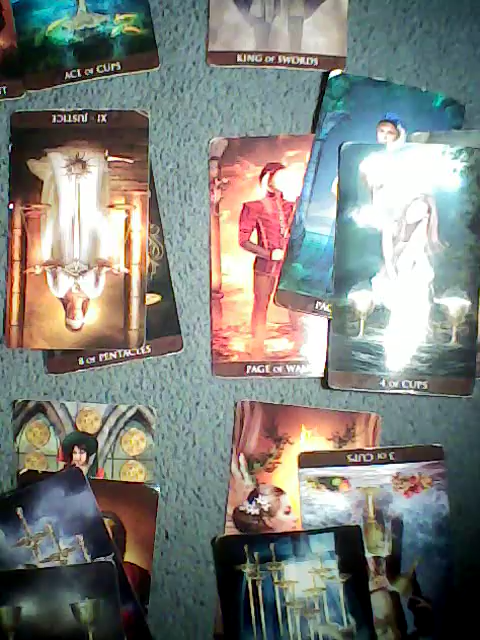 ACE OF CUPS
KING OF SWORDS
XI · JUSTICE
8 OF PENTACLES
PAGE OF
4 OF CUPS
3 OF CUPS